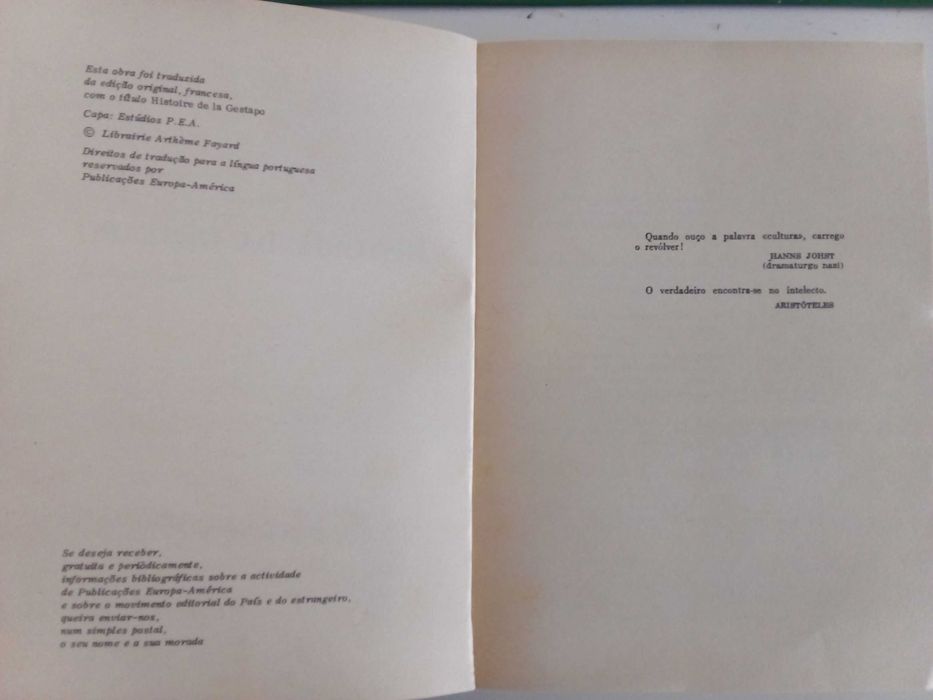 Esta obra foi traduzida
da edição original, francesa,
com o título Histoire de la Gestapo
Capa: Estúdios P.E.A.
© Librairie Arthème Fayard
Direitos de tradução para a língua portuguesa
reservados por
Publicações Europa-América
Se deseja receber,
gratuita e periòdicamente,
informações bibliográficas sobre a actividade
de Publicações Europa-América
e sobre o movimento editorial do País e do estrangeiro,
queira enviar-nos,
num simples postal,
o seu nome e a sua morada
Quando ouço a palavra «cultura», carrego
o revólver!
HANNS JOHST
(dramaturgo nazi)
O verdadeiro encontra-se no intelecto.
ARISTÓTELES